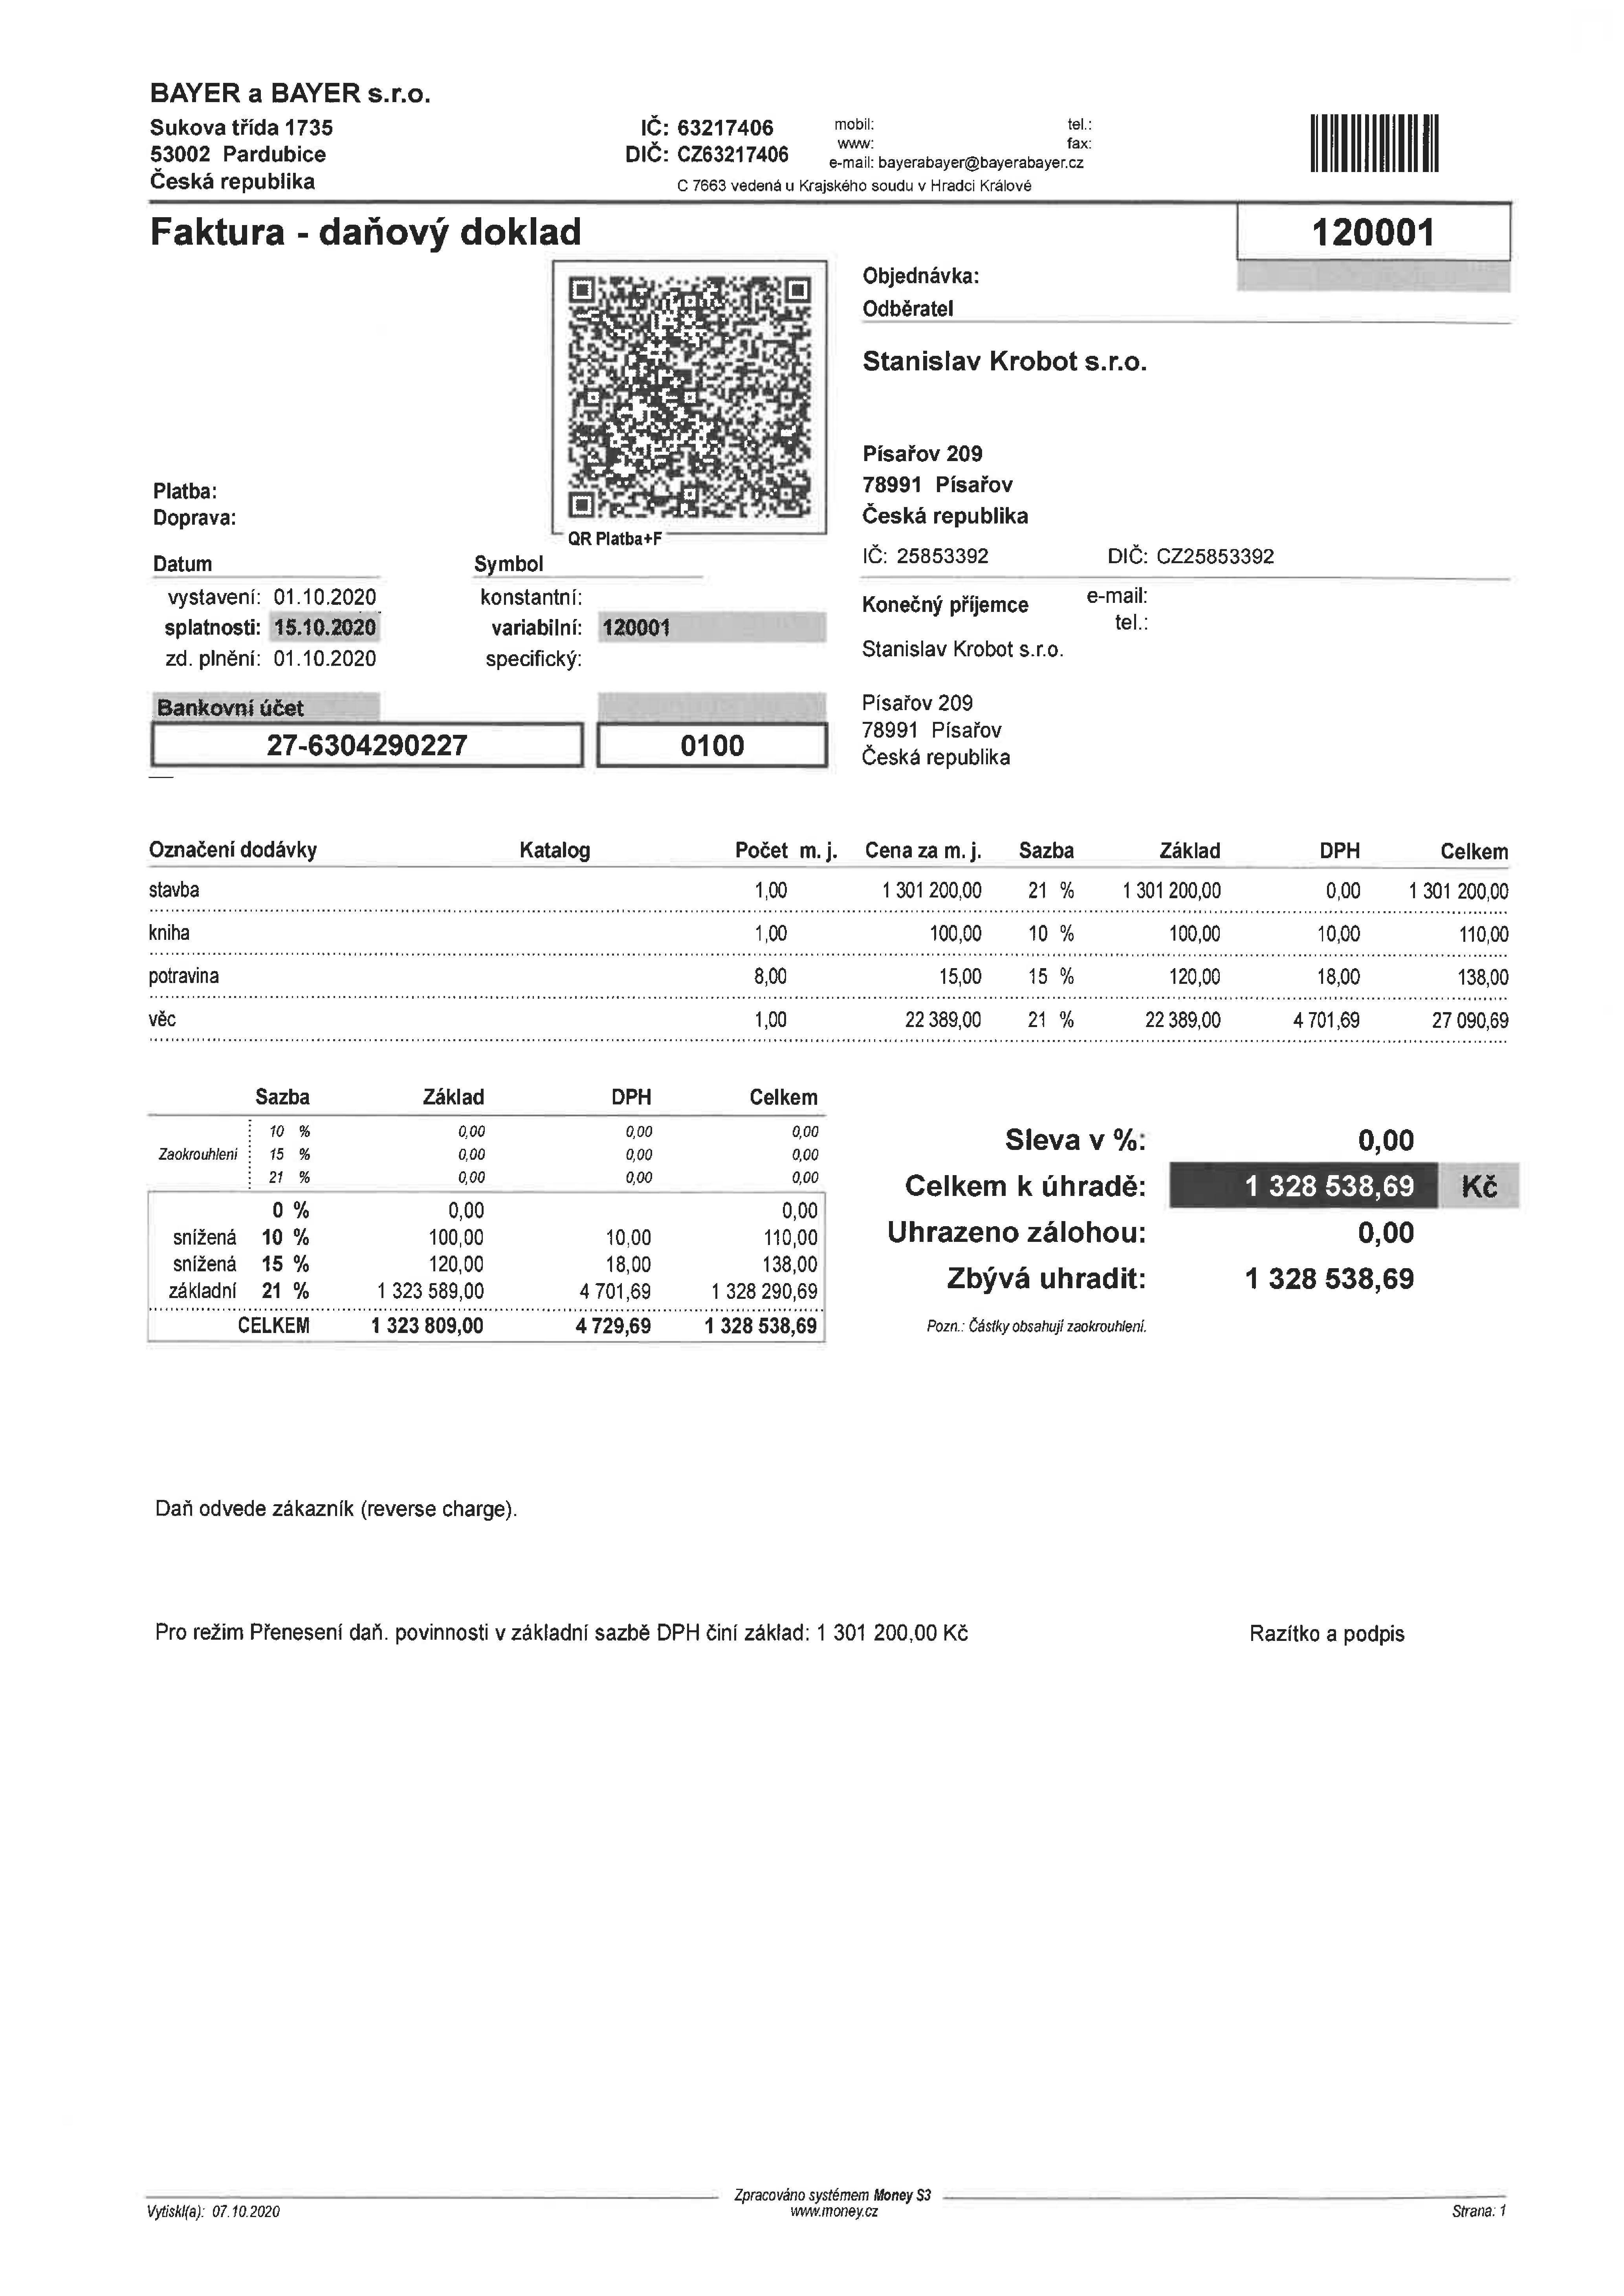 BAYER a BAYER s.r.o.
Sukova třída 1735
53002 Pardubice
Česká republika
IČ: 63217406
DIČ: CZ63217406
mobil:
tel.:
www:
fax:
e-mail: bayerabayer@bayerabayer.cz
C 7663 vedená u Krajského soudu v Hradci Králové
Faktura - daňový doklad
120001
Objednávka:
Odběratel
Stanislav Krobot s.r.o.
Písařov 209
78991 Písařov
Česká republika
IČ: 25853392 DIČ: CZ25853392
Platba:
Doprava:
QR Platba+F
Datum
vystavení: 01.10.2020
splatnosti: 15.10.2020
zd. plnění: 01.10.2020
Symbol
konstantní:
variabilní: 120001
specifický:
Konečný příjemce
e-mail:
tel.:
Stanislav Krobot s.r.o.
Písařov 209
78991 Písařov
Česká republika
Bankovní účet
27-6304290227 0100
Označení dodávky Katalog Počet m. j. Cena za m. j. Sazba Základ DPH Celkem
stavba 1,00 1 301 200,00 21 % 1 301 200,00 0,00 1 301 200,00
kniha 1,00 100,00 10 % 100,00 10,00 110,00
potravina 8,00 15,00 15 % 120,00 18,00 138,00
věc 1,00 22 389,00 21 % 22 389,00 4 701,69 27 090,69
Sazba Základ DPH Celkem
10 % 0,00 0,00 0,00
Zaokrouhlení 15 % 0,00 0,00 0,00
21 % 0,00 0,00 0,00
0 % 0,00 0,00
snížená 10 % 100,00 10,00 110,00
snížená 15 % 120,00 18,00 138,00
základní 21 % 1 323 589,00 4 701,69 1 328 290,69
CELKEM 1 323 809,00 4 729,69 1 328 538,69
Sleva v %: 0,00
Celkem k úhradě: 1 328 538,69 Kč
Uhrazeno zálohou: 0,00
Zbývá uhradit: 1 328 538,69
Pozn.: Částky obsahují zaokrouhlení.
Daň odvede zákazník (reverse charge).
Pro režim Přenesení daň. povinnosti v základní sazbě DPH činí základ: 1 301 200,00 Kč
Razítko a podpis
Zpracováno systémem Money S3
www.money.cz
Vytiskl(a): 07.10.2020
Strana: 1